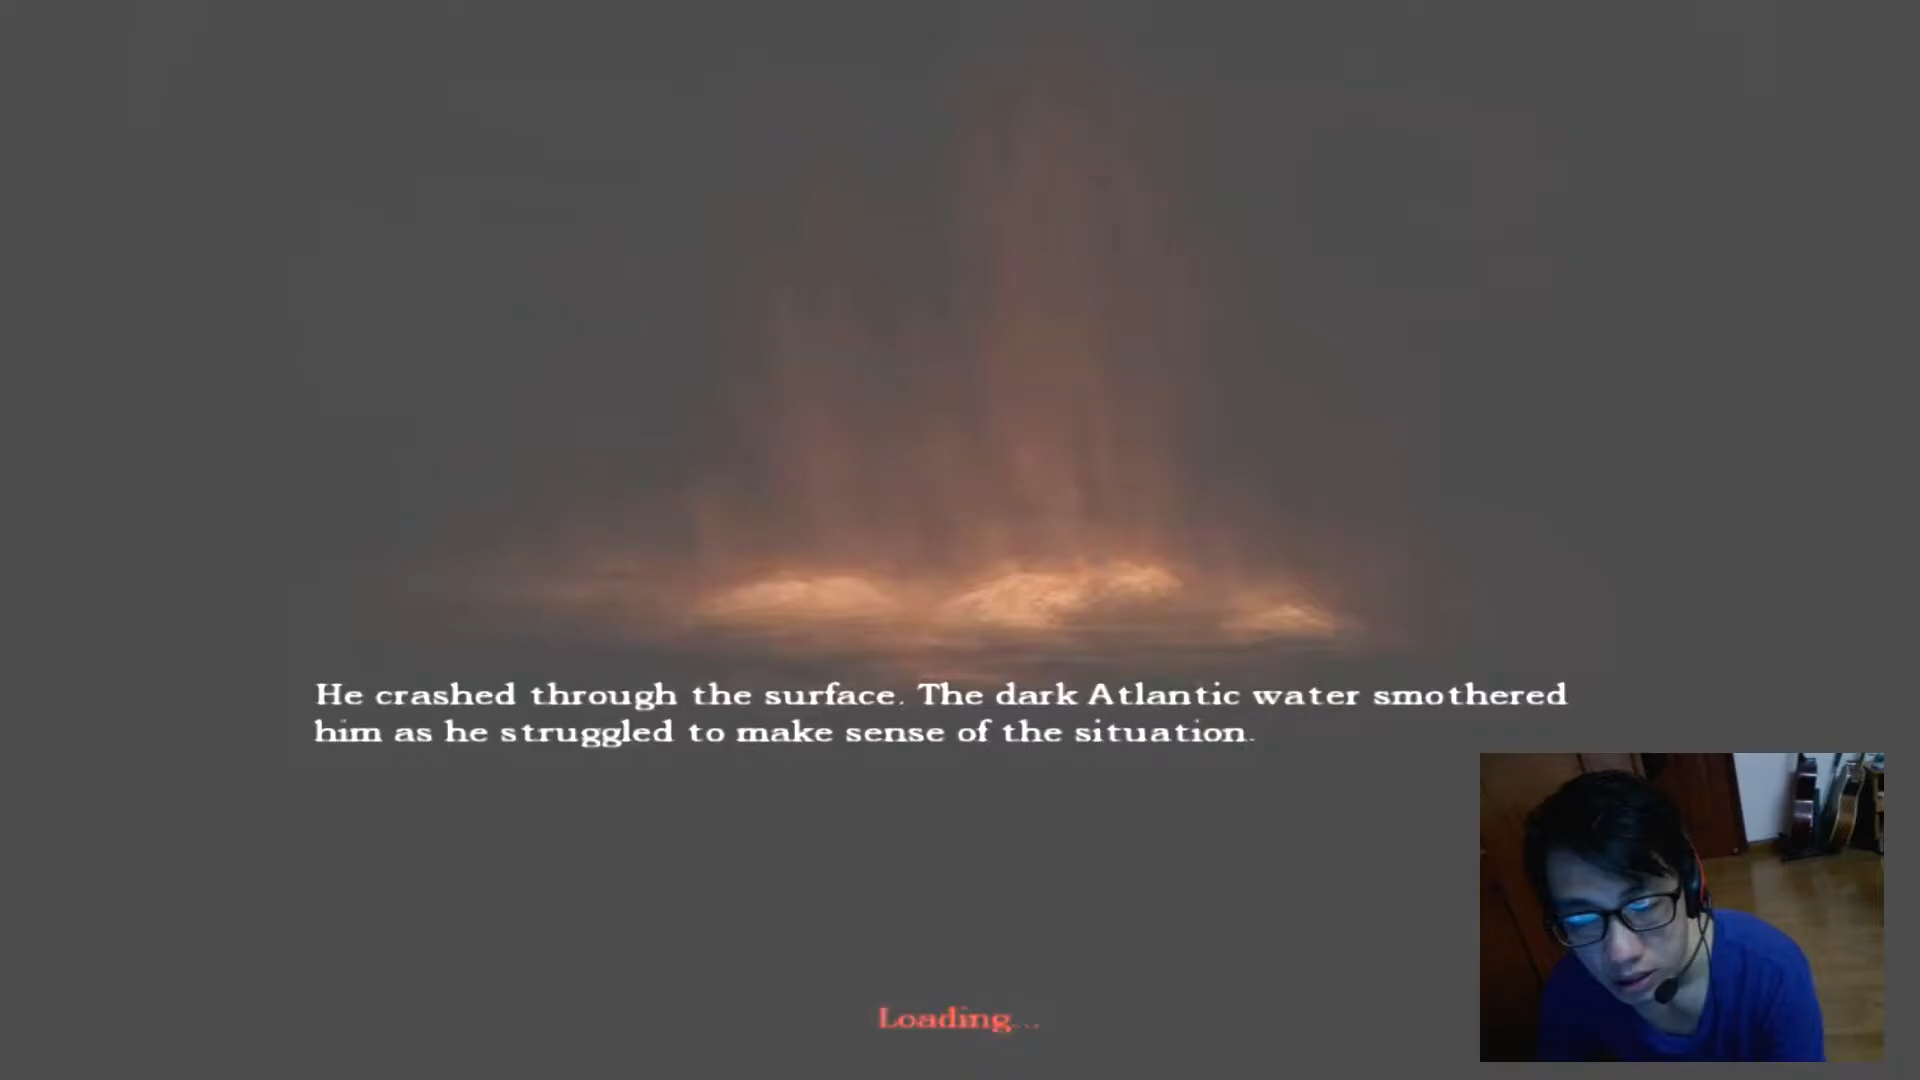 He crashed through the surface. The dark Atlantic water smothered
him as he struggled to make sense of the situation.
Loading...